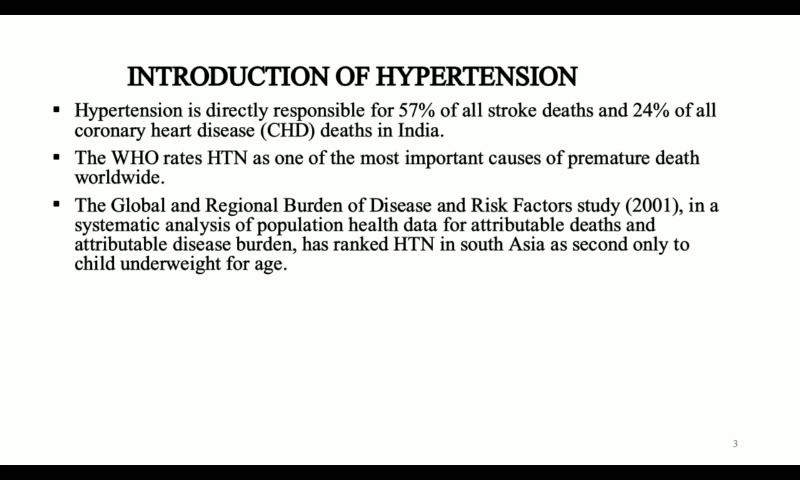 INTRODUCTION OF HYPERTENSION
▪ Hypertension is directly responsible for 57% of all stroke deaths and 24% of all
coronary heart disease (CHD) deaths in India.
▪ The WHO rates HTN as one of the most important causes of premature death
worldwide.
▪ The Global and Regional Burden of Disease and Risk Factors study (2001), in a
systematic analysis of population health data for attributable deaths and
attributable disease burden, has ranked HTN in south Asia as second only to
child underweight for age.
3